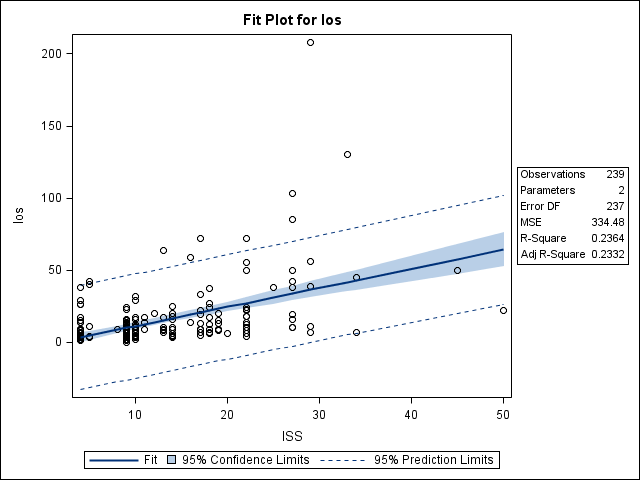 Fit Plot for los
200
150
100
50
0
los
10
20
30
40
50
ISS
Observations 239
Parameters 2
Error DF 237
MSE 334.48
R-Square 0.2364
Adj R-Square 0.2332
Fit 95% Confidence Limits 95% Prediction Limits